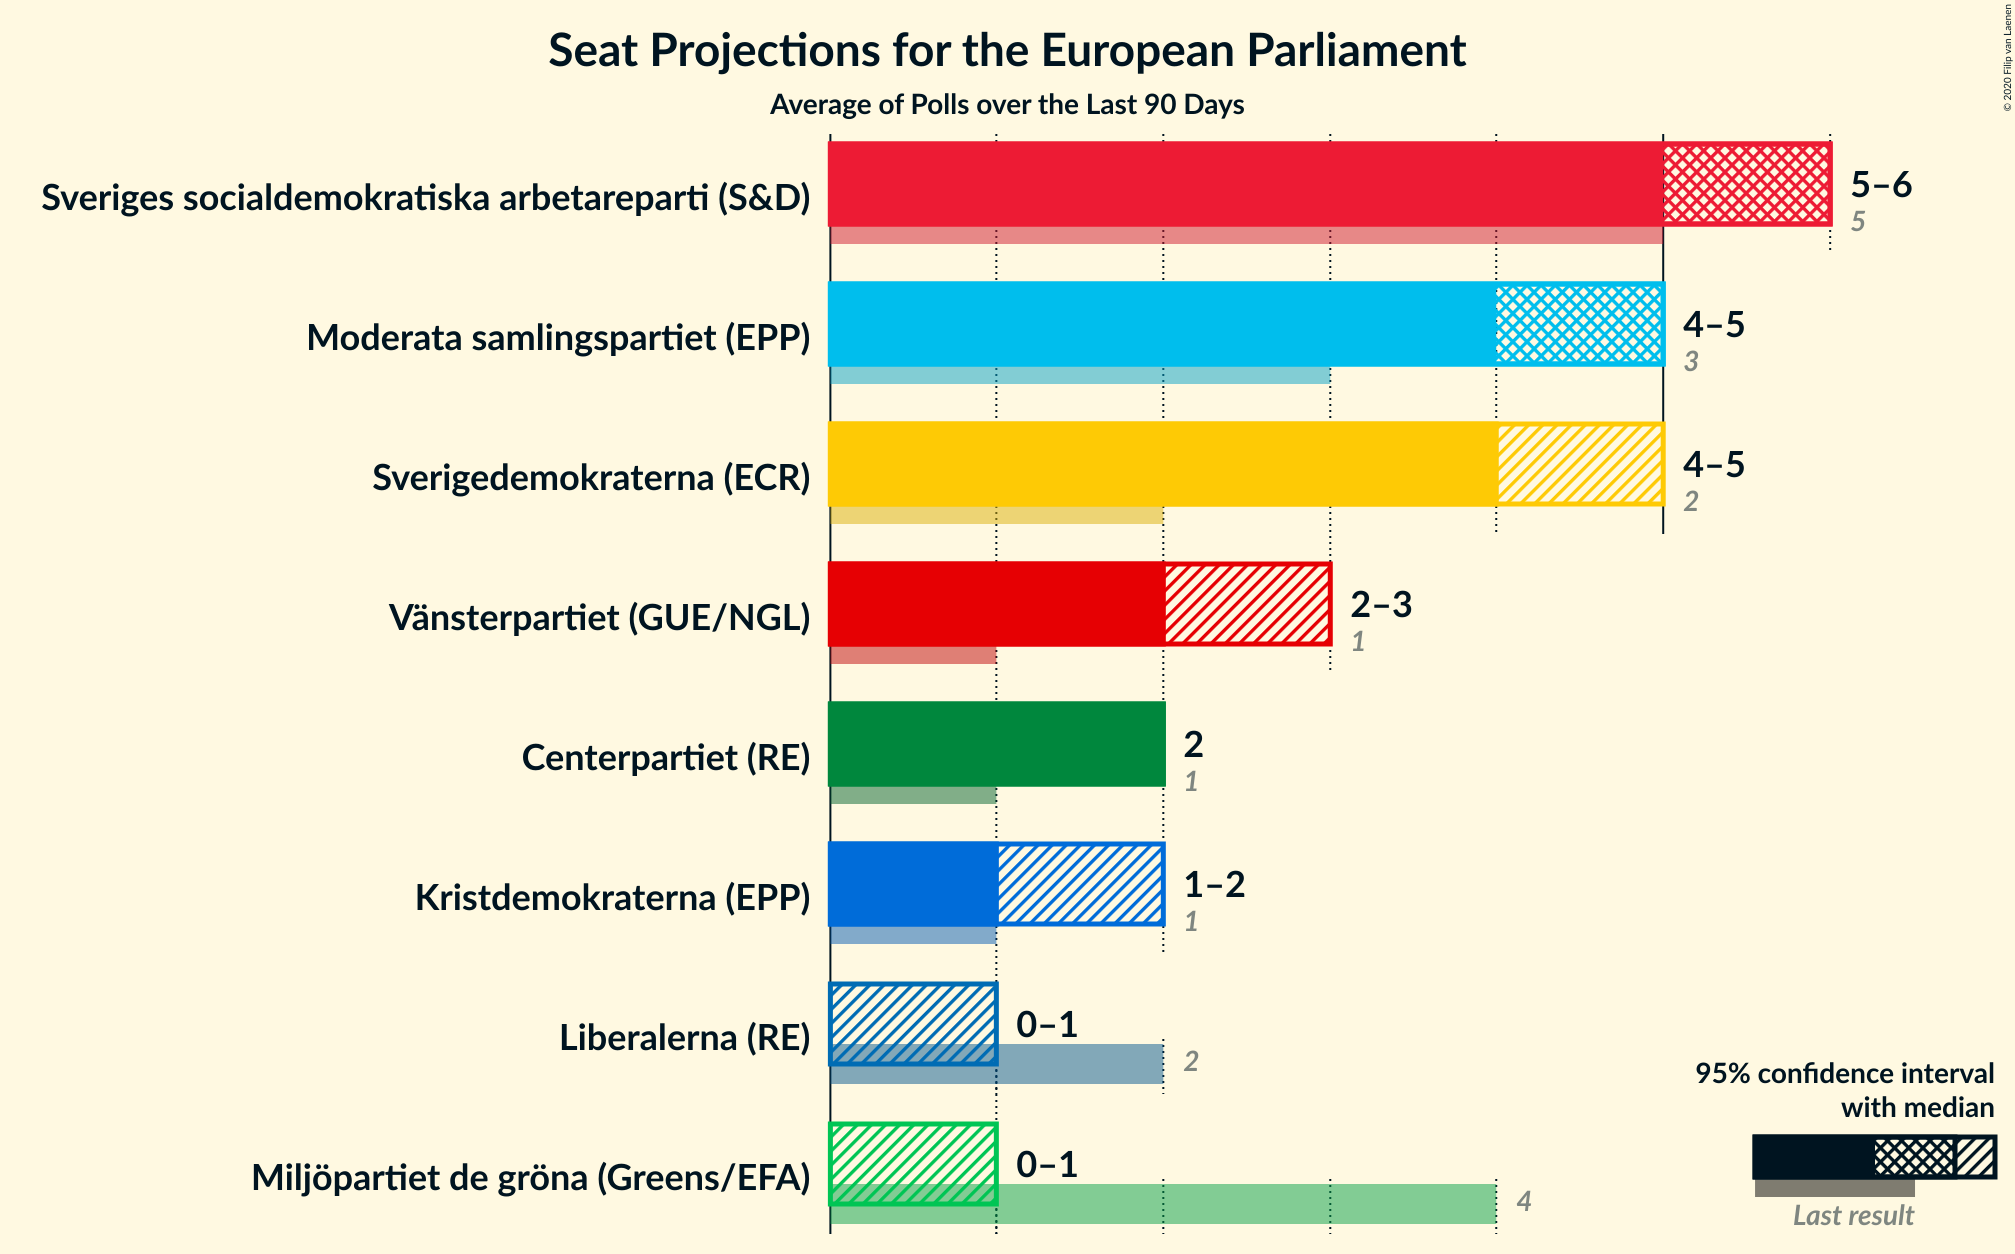 Seat Projections for the European Parliament
Average of Polls over the Last 90 Days
© 2020 Filip van Laenen
Sveriges socialdemokratiska arbetareparti (S&D)
5–6
5
Moderata samlingspartiet (EPP)
4–5
3
Sverigedemokraterna (ECR)
4–5
2
Vänsterpartiet (GUE/NGL)
2–3
1
Centerpartiet (RE)
2
1
Kristdemokraterna (EPP)
1–2
1
Liberalerna (RE)
0–1
2
Miljöpartiet de gröna (Greens/EFA)
0–1
4
95% confidence interval
with median
Last result